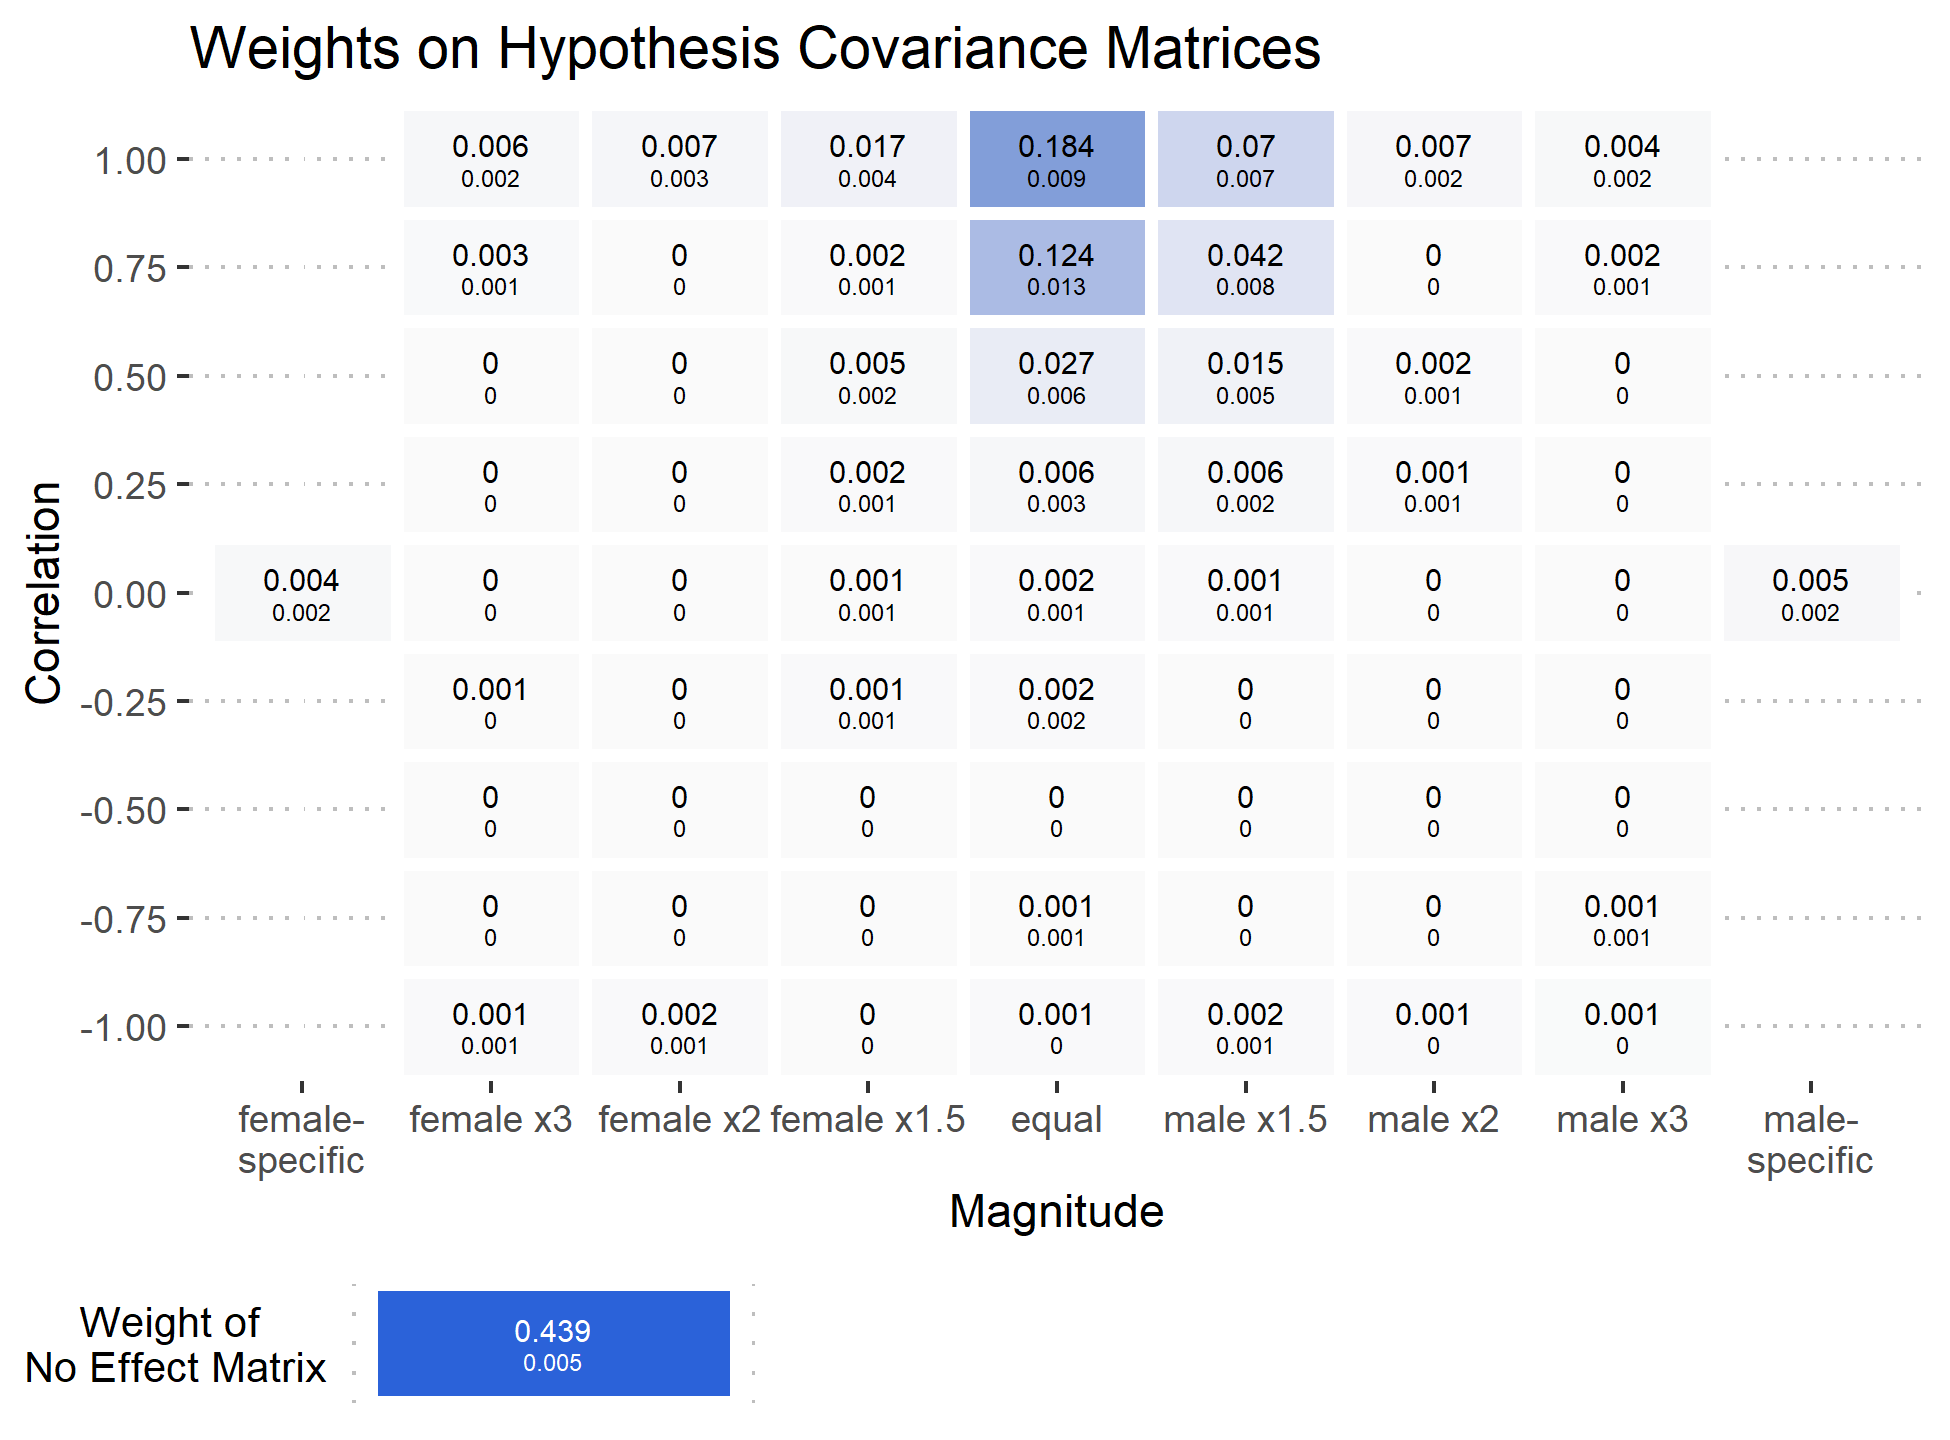 Weights on Hypothesis Covariance Matrices
1.00 0.006 0.007 0.017 0.184 0.07 0.007 0.004
0.002 0.003 0.004 0.009 0.007 0.002 0.002
0.75 0.003 0 0.002 0.124 0.042 0 0.002
0.001 0 0.001 0.013 0.008 0 0.001
0.50 0 0 0.005 0.027 0.015 0.002 0
0 0 0.002 0.006 0.005 0.001 0
0.25 0 0 0.002 0.006 0.006 0.001 0
0 0 0.001 0.003 0.002 0.001 0
0.00 0.004 0 0 0.001 0.002 0.001 0 0 0.005
0.002 0 0 0.001 0.001 0.001 0 0 0.002
-0.25 0.001 0 0.001 0.002 0 0 0
0 0 0.001 0.002 0 0 0
-0.50 0 0 0 0 0 0 0
0 0 0 0 0 0 0
-0.75 0 0 0 0.001 0 0 0.001
0 0 0 0.001 0 0 0.001
-1.00 0.001 0.002 0 0.001 0.002 0.001 0.001
0.001 0.001 0 0 0.001 0 0
Correlation
female- female x3 female x2 female x1.5 equal male x1.5 male x2 male x3 male-
specific specific
Magnitude
Weight of
No Effect Matrix
0.439
0.005